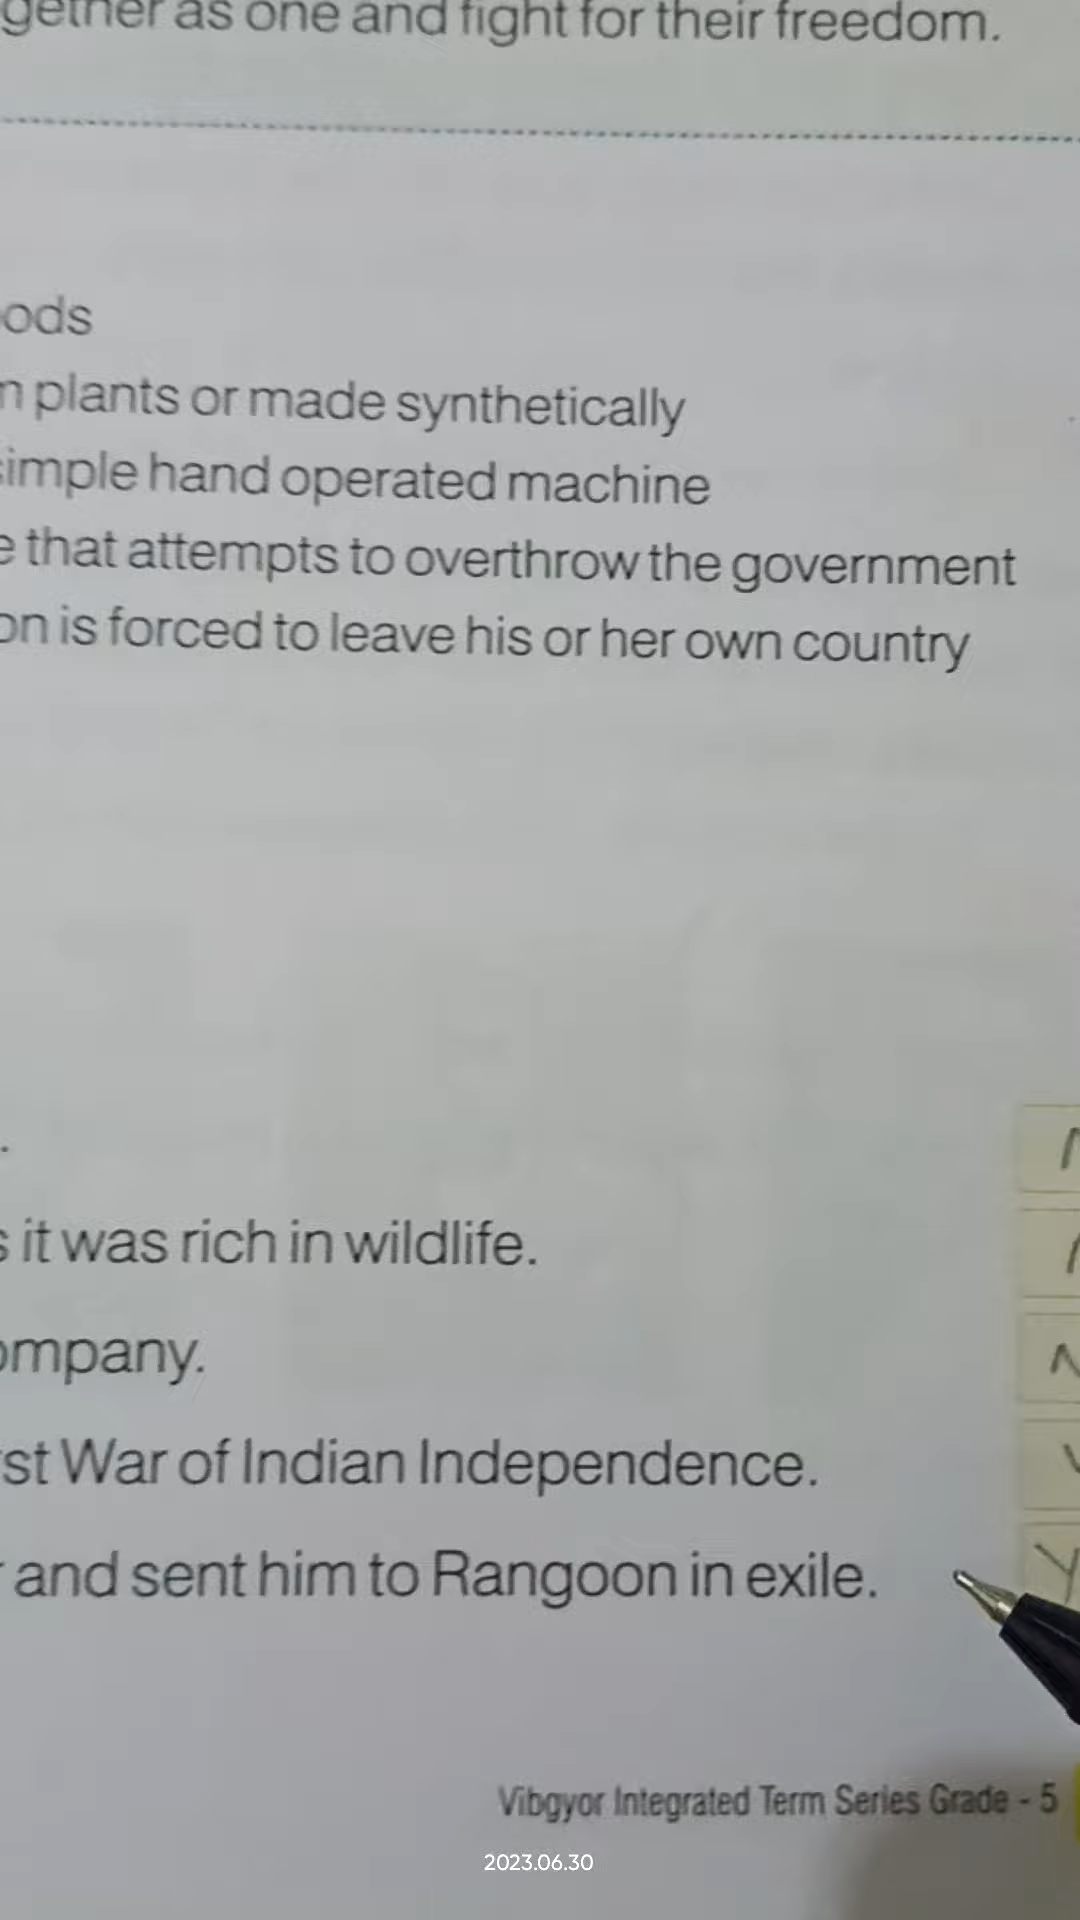 gether as one and fight for their freedom.
ods
n plants or made synthetically
simple hand operated machine
e that attempts to overthrow the government
on is forced to leave his or her own country
.
s it was rich in wildlife.
ompany.
st War of Indian Independence.
and sent him to Rangoon in exile.
Vibgyor Integrated Term Series Grade - 5
2023.06.30